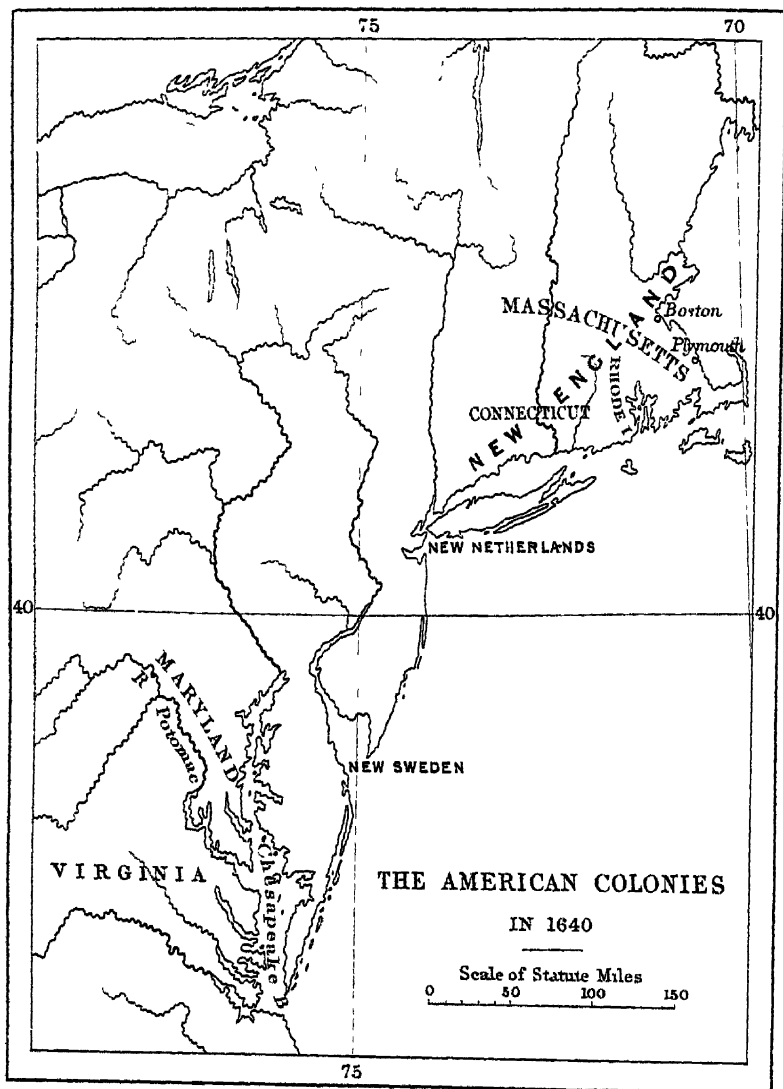 75 70
NEW ENGLAND
MASSACHUSETTS
Boston
Plymouth
RHODE I.
CONNECTICUT
NEW NETHERLANDS
40 40
MARYLAND
R. Potomac
NEW SWEDEN
VIRGINIA
Chesapeake B.
THE AMERICAN COLONIES
IN 1640
Scale of Statute Miles
0 50 100 150
75